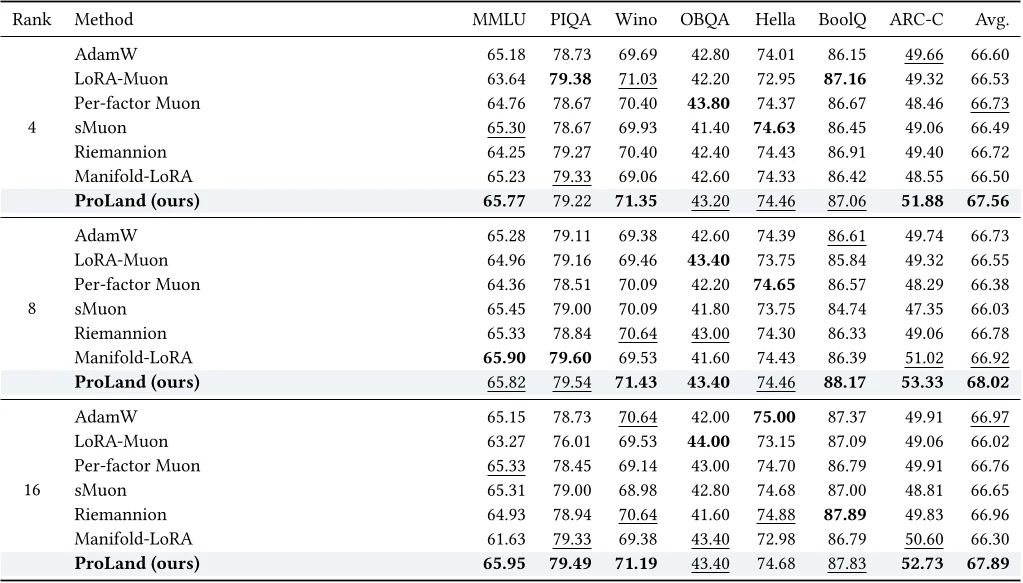 Rank Method MMLU PIQA Wino OBQA Hella BoolQ ARC-C Avg.
AdamW 65.18 78.73 69.69 42.80 74.01 86.15 49.66 66.60
LoRA-Muon 63.64 79.38 71.03 42.20 72.95 87.16 49.32 66.53
Per-factor Muon 64.76 78.67 70.40 43.80 74.37 86.67 48.46 66.73
4 sMuon 65.30 78.67 69.93 41.40 74.63 86.45 49.06 66.49
Riemannion 64.25 79.27 70.40 42.40 74.43 86.91 49.40 66.72
Manifold-LoRA 65.23 79.33 69.06 42.60 74.33 86.42 48.55 66.50
ProLand (ours) 65.77 79.22 71.35 43.20 74.46 87.06 51.88 67.56
AdamW 65.28 79.11 69.38 42.60 74.39 86.61 49.74 66.73
LoRA-Muon 64.96 79.16 69.46 43.40 73.75 85.84 49.32 66.55
Per-factor Muon 64.36 78.51 70.09 42.20 74.65 86.57 48.29 66.38
8 sMuon 65.45 79.00 70.09 41.80 73.75 84.74 47.35 66.03
Riemannion 65.33 78.84 70.64 43.00 74.30 86.33 49.06 66.78
Manifold-LoRA 65.90 79.60 69.53 41.60 74.43 86.39 51.02 66.92
ProLand (ours) 65.82 79.54 71.43 43.40 74.46 88.17 53.33 68.02
AdamW 65.15 78.73 70.64 42.00 75.00 87.37 49.91 66.97
LoRA-Muon 63.27 76.01 69.53 44.00 73.15 87.09 49.06 66.02
Per-factor Muon 65.33 78.45 69.14 43.00 74.70 86.79 49.91 66.76
16 sMuon 65.31 79.00 68.98 42.80 74.68 87.00 48.81 66.65
Riemannion 64.93 78.94 70.64 41.60 74.88 87.89 49.83 66.96
Manifold-LoRA 61.63 79.33 69.38 43.40 72.98 86.79 50.60 66.30
ProLand (ours) 65.95 79.49 71.19 43.40 74.68 87.83 52.73 67.89